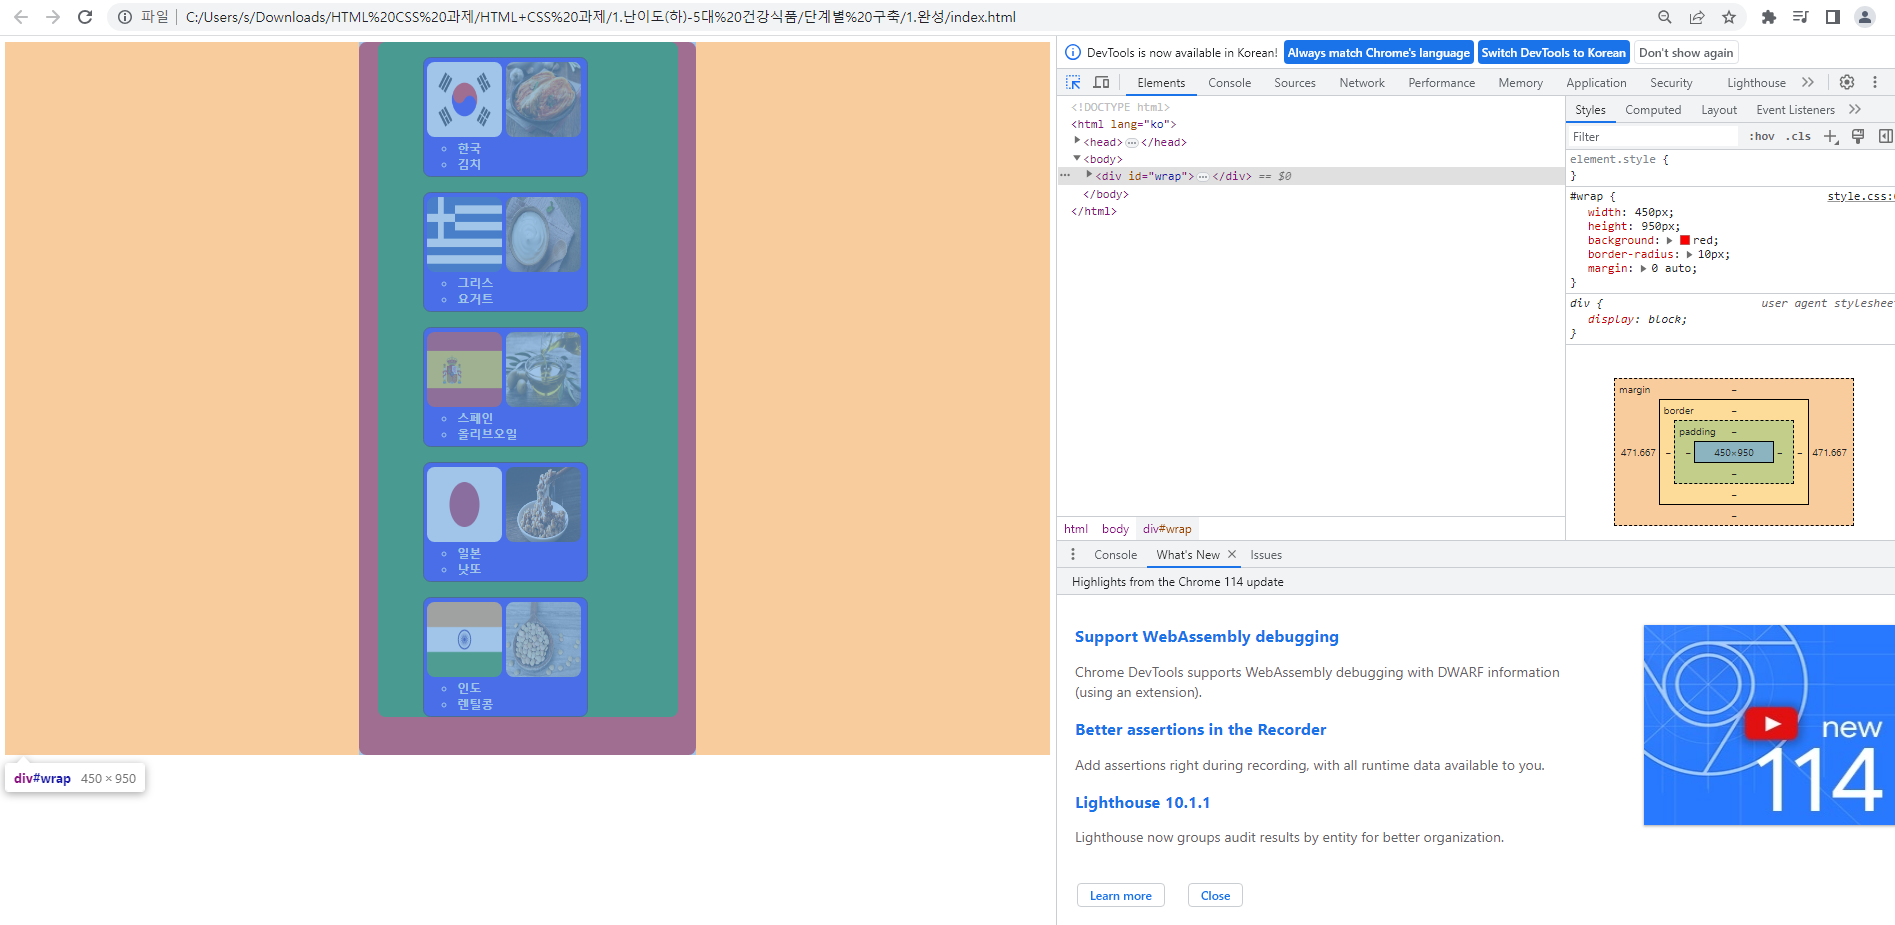 파일 | C:/Users/s/Downloads/HTML%20CSS%20과제/HTML+CSS%20과제/1.난이도(하)-5대%20건강식품/단계별%20구축/1.완성/index.html
한국
김치
그리스
요거트
스페인
올리브오일
일본
낫또
인도
렌틸콩
div#wrap 450 × 950
DevTools is now available in Korean! Always match Chrome's language Switch DevTools to Korean Don't show again
Elements Console Sources Network Performance Memory Application Security Lighthouse
<!DOCTYPE html>
<html lang="ko">
<head> … </head>
<body>
… <div id="wrap"> … </div> == $0
</body>
</html>
html body div#wrap
Styles Computed Layout Event Listeners
Filter :hov .cls
element.style {
}
#wrap { style.css:
width: 450px;
height: 950px;
background: red;
border-radius: 10px;
margin: 0 auto;
}
div { user agent stylesheet
display: block;
}
margin –
border –
padding –
471.667 – – 450×950 – – 471.667
–
–
–
Console What's New Issues
Highlights from the Chrome 114 update
Support WebAssembly debugging
Chrome DevTools supports WebAssembly debugging with DWARF information
(using an extension).
Better assertions in the Recorder
Add assertions right during recording, with all runtime data available to you.
Lighthouse 10.1.1
Lighthouse now groups audit results by entity for better organization.
Learn more Close
new
114